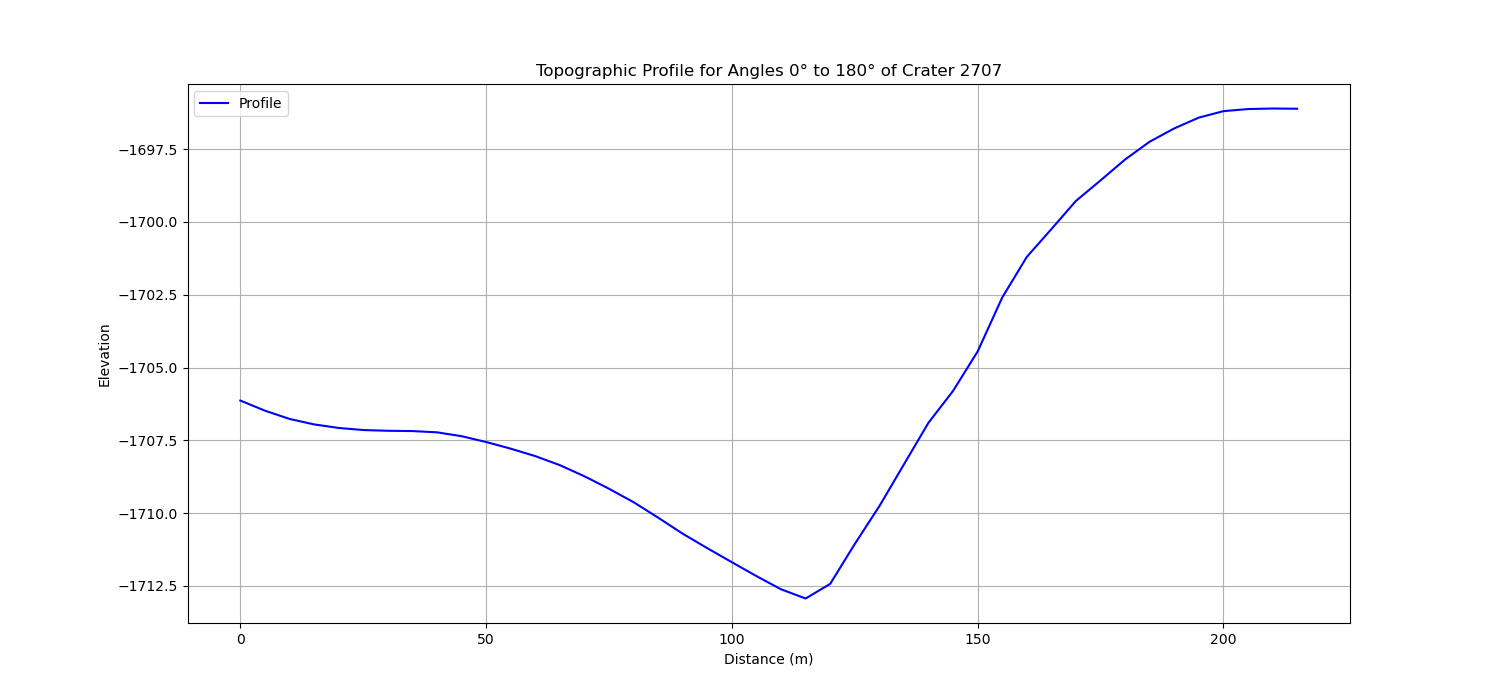 Topographic Profile for Angles 0° to 180° of Crater 2707
Profile
−1697.5
−1700.0
−1702.5
−1705.0
−1707.5
−1710.0
−1712.5
Elevation
0 50 100 150 200
Distance (m)